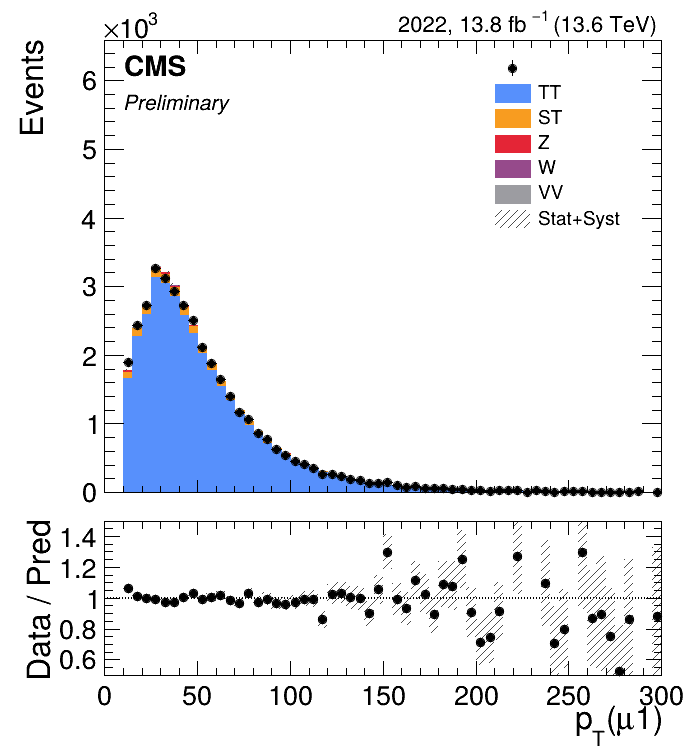 ×10³
2022, 13.8 fb⁻¹ (13.6 TeV)
CMS
Preliminary
Events
6
5
4
3
2
1
0
TT
ST
Z
W
VV
Stat+Syst
Data / Pred
1.4
1.2
1
0.8
0.6
0 50 100 150 200 250 300
p_T(μ1)